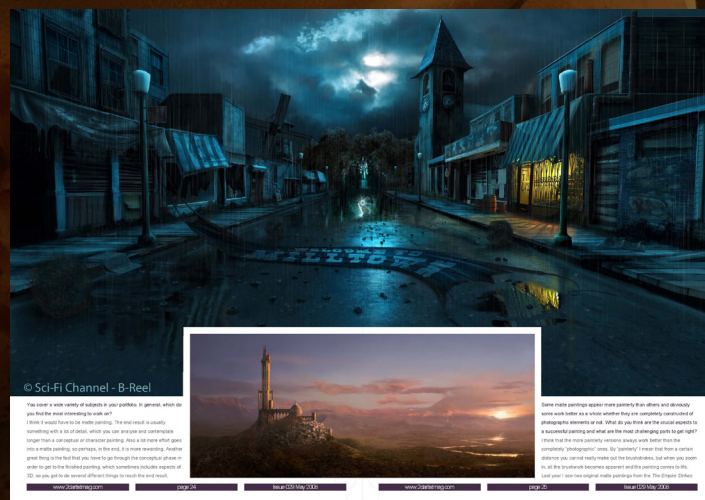 WELCOME TO
MILLTOWN
© Sci-Fi Channel - B-Reel
You cover a wide variety of subjects in your portfolio. In general, which do
you find the most interesting to work on?
I think it would have to be matte painting. The end result is usually
something with a lot of detail, which you can analyse and contemplate
longer than a conceptual or character painting. Also a lot more effort goes
into a matte painting, so perhaps, in the end, it is more rewarding. Another
great thing is the fact that you have to go through the conceptual phase in
order to get to the finished painting, which sometimes includes aspects of
3D, so you get to do several different things to reach the end result.
Some matte paintings appear more painterly than others and obviously
some work better as a whole whether they are completely constructed of
photographic elements or not. What do you think are the crucial aspects to
a successful painting and what are the most challenging parts to get right?
I think that the more painterly versions always work better than the
completely "photographic" ones. By "painterly" I mean that from a certain
distance you cannot really make out the brushstrokes, but when you zoom
in, all the brushwork becomes apparent and the painting comes to life.
Last year I saw two original matte paintings from the The Empire Strikes
www.2dartistmag.com
page 24
Issue 029 May 2008
www.2dartistmag.com
page 25
Issue 029 May 2008